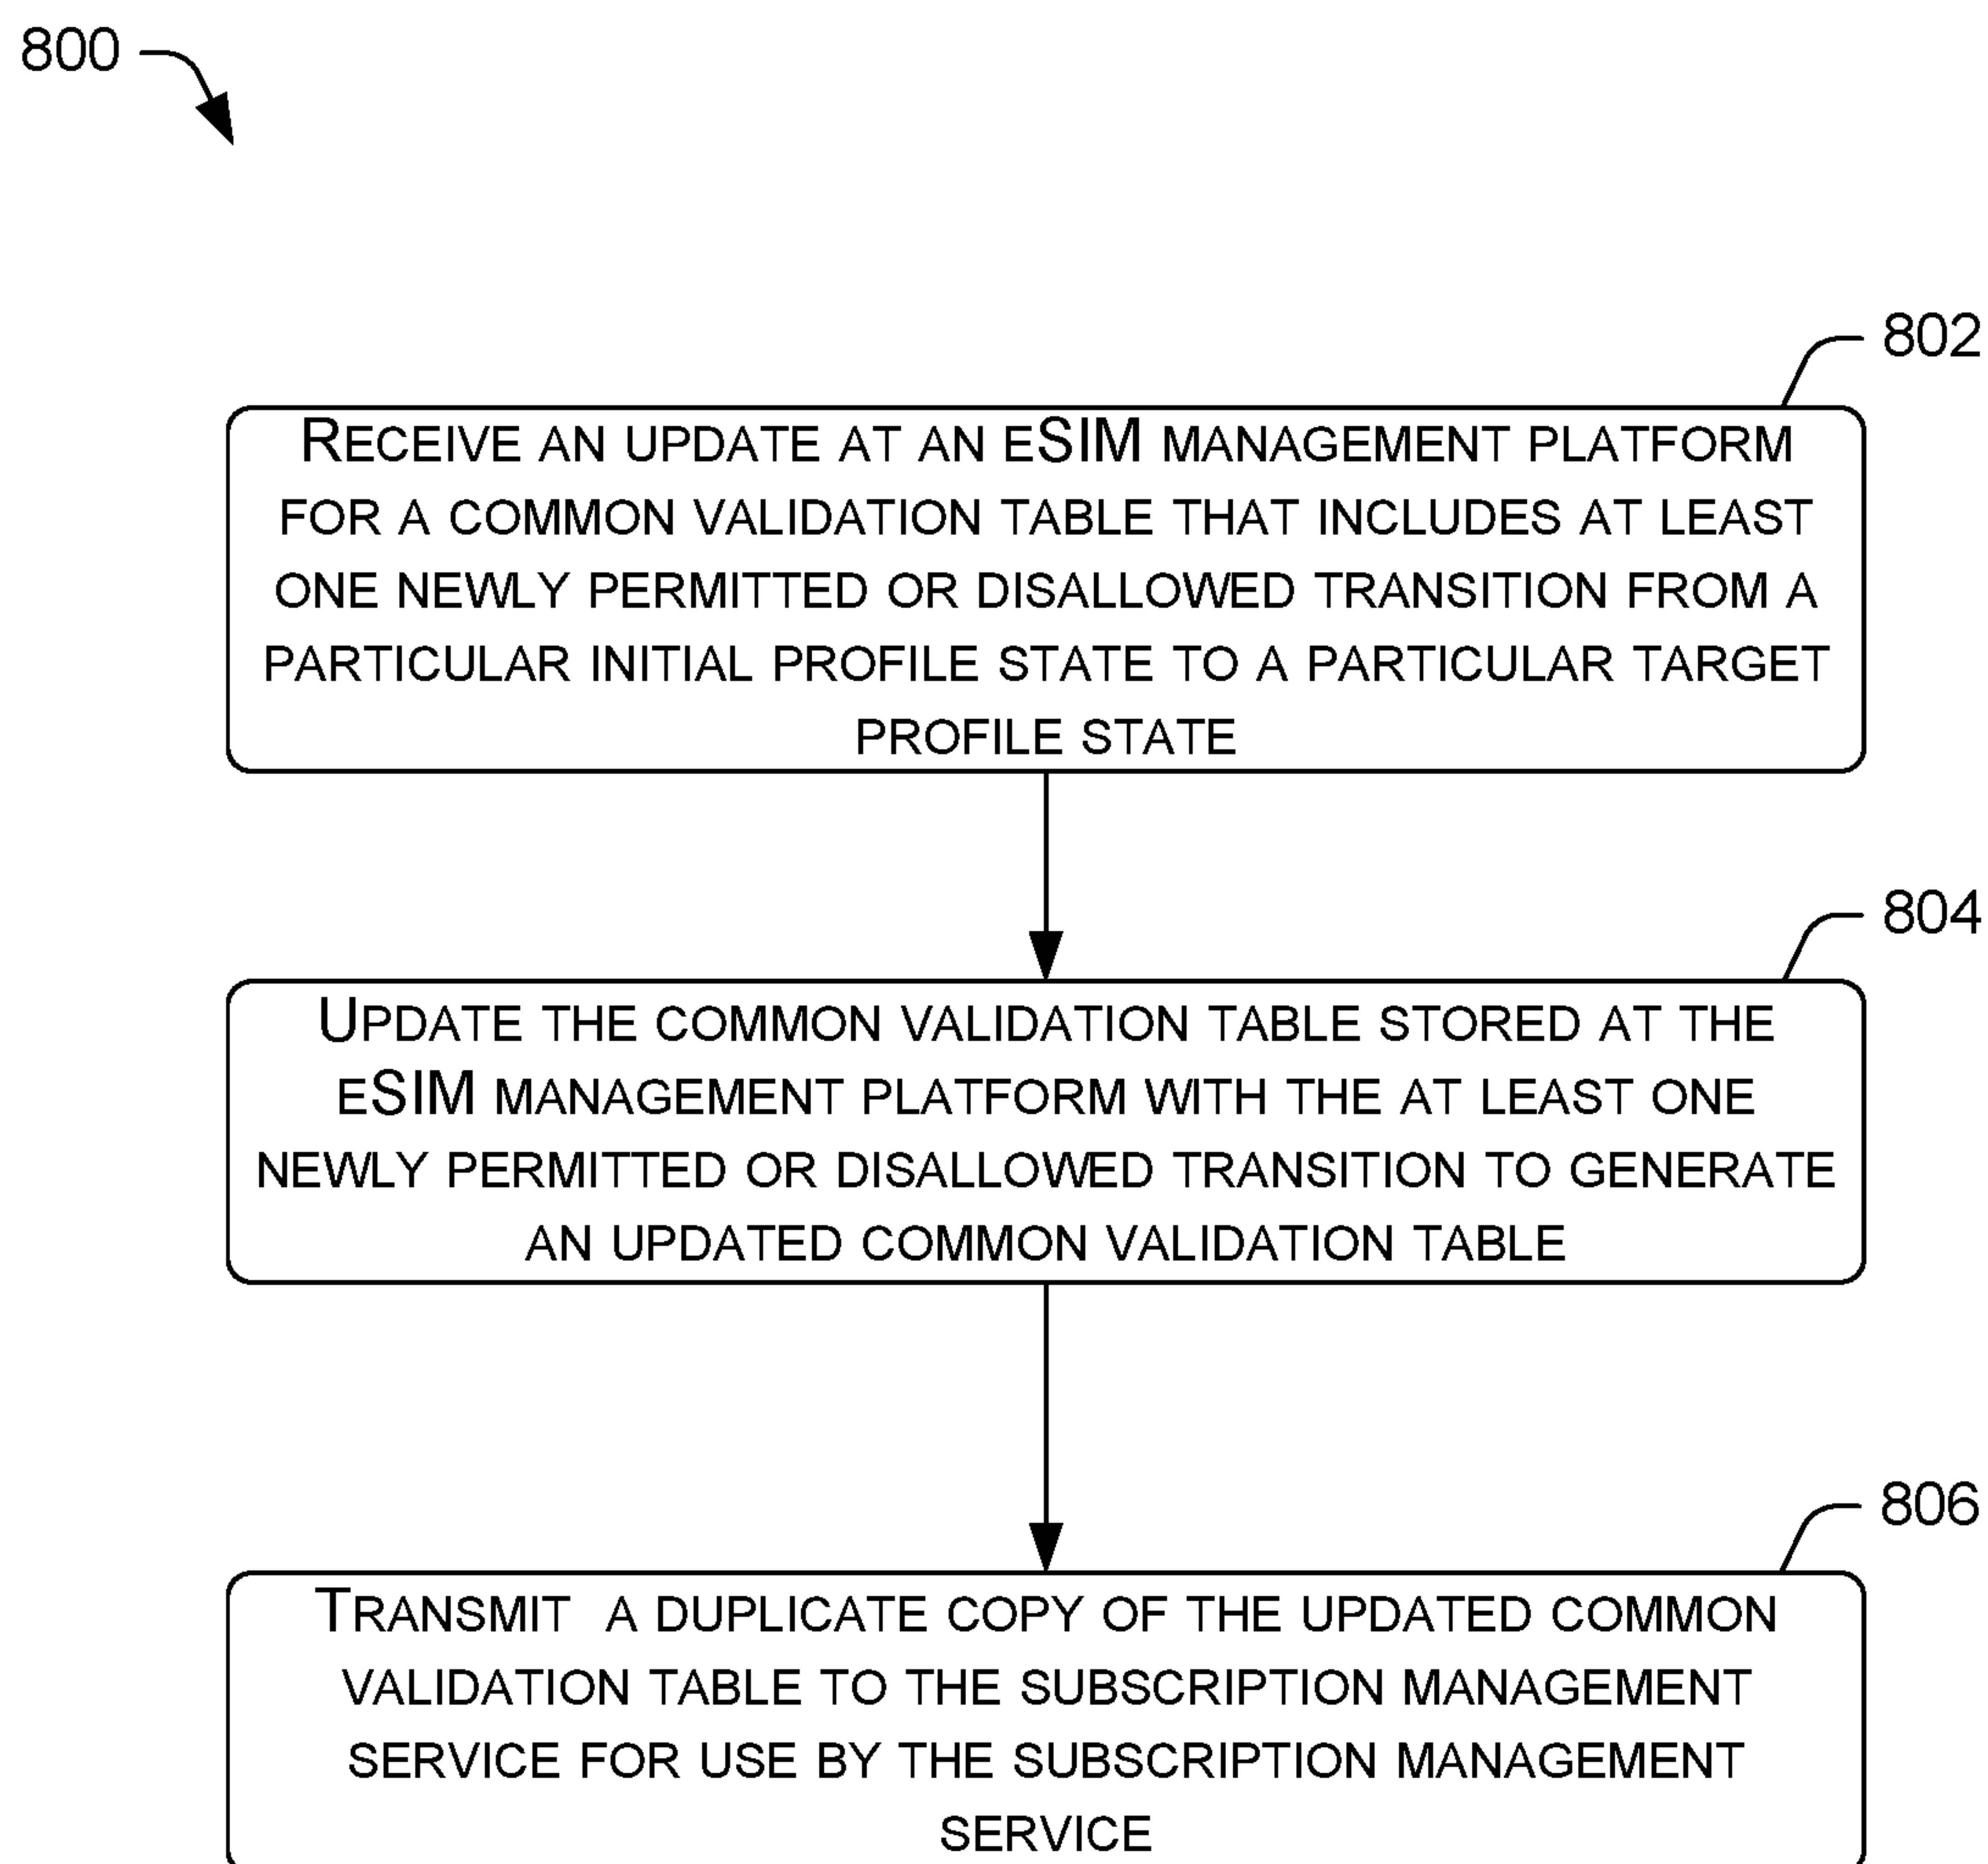 800
802
RECEIVE AN UPDATE AT AN eSIM MANAGEMENT PLATFORM
FOR A COMMON VALIDATION TABLE THAT INCLUDES AT LEAST
ONE NEWLY PERMITTED OR DISALLOWED TRANSITION FROM A
PARTICULAR INITIAL PROFILE STATE TO A PARTICULAR TARGET
PROFILE STATE
804
UPDATE THE COMMON VALIDATION TABLE STORED AT THE
eSIM MANAGEMENT PLATFORM WITH THE AT LEAST ONE
NEWLY PERMITTED OR DISALLOWED TRANSITION TO GENERATE
AN UPDATED COMMON VALIDATION TABLE
806
TRANSMIT A DUPLICATE COPY OF THE UPDATED COMMON
VALIDATION TABLE TO THE SUBSCRIPTION MANAGEMENT
SERVICE FOR USE BY THE SUBSCRIPTION MANAGEMENT
SERVICE